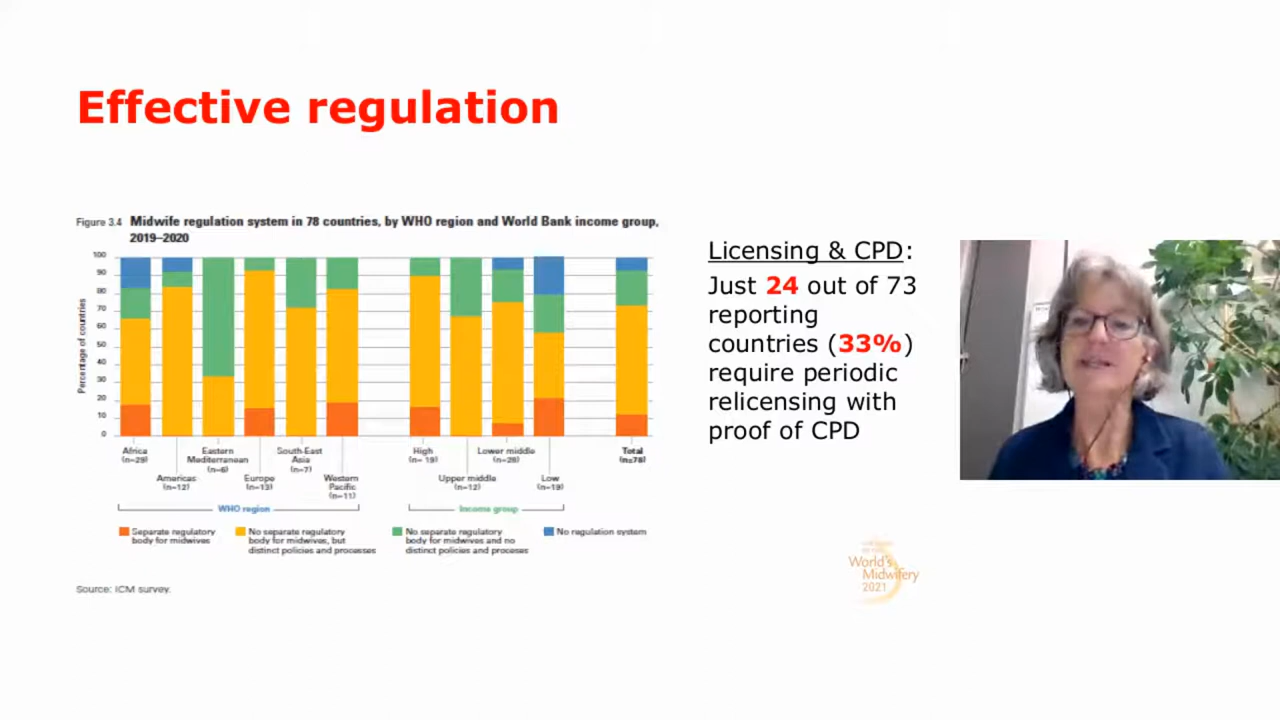 Effective regulation
Figure 3.4 Midwife regulation system in 78 countries, by WHO region and World Bank income group,
2019–2020
Percentage of countries
100
90
80
70
60
50
40
30
20
10
0
Africa
(n=29)
Americas
(n=12)
Eastern
Mediterranean
(n=6)
Europe
(n=13)
South-East
Asia
(n=7)
Western
Pacific
(n=11)
High
(n= 19)
Upper middle
(n=12)
Lower middle
(n=28)
Low
(n=19)
Total
(n=78)
WHO region
Income group
Separate regulatory
body for midwives
No separate regulatory
body for midwives, but
distinct policies and processes
No separate regulatory
body for midwives and no
distinct policies and processes
No regulation system
Source: ICM survey.
Licensing & CPD:
Just 24 out of 73
reporting
countries (33%)
require periodic
relicensing with
proof of CPD
World's
Midwifery
2021